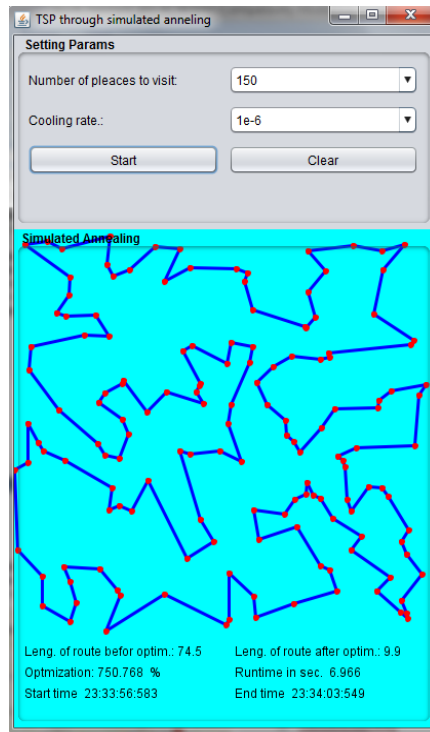 TSP through simulated anneling
Setting Params
Number of pleaces to visit: 150
Cooling rate.: 1e-6
Start Clear
Simulated Annealing
Leng. of route befor optim.: 74.5 Leng. of route after optim.: 9.9
Optmization: 750.768 % Runtime in sec. 6.966
Start time 23:33:56:583 End time 23:34:03:549